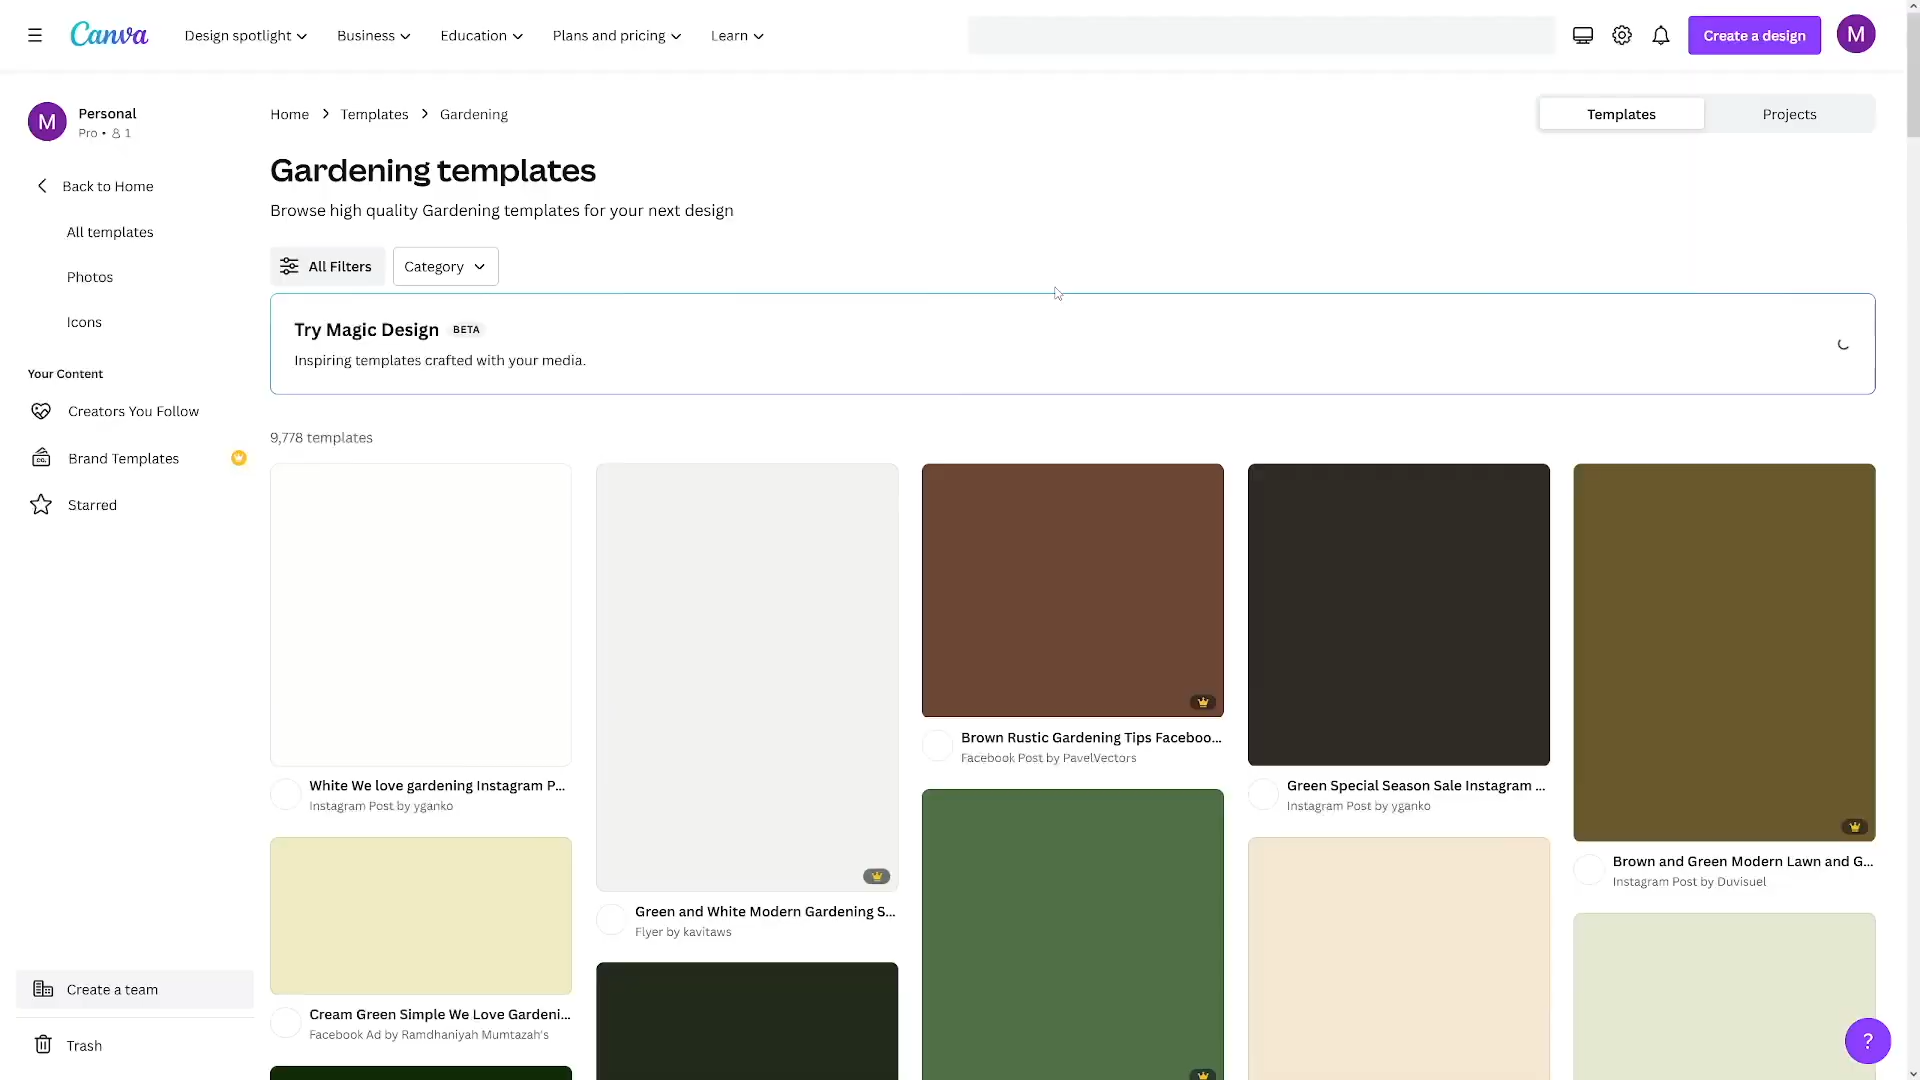 Canva
Design spotlight
Business
Education
Plans and pricing
Learn
Create a design
M
M
Personal
Pro • 1
Back to Home
All templates
Photos
Icons
Your Content
Creators You Follow
Brand Templates
Starred
Create a team
Trash
Home > Templates > Gardening
Templates
Projects
Gardening templates
Browse high quality Gardening templates for your next design
All Filters
Category
Try Magic Design BETA
Inspiring templates crafted with your media.
9,778 templates
White We love gardening Instagram P...
Instagram Post by yganko
Cream Green Simple We Love Gardeni...
Facebook Ad by Ramdhaniyah Mumtazah's
Green and White Modern Gardening S...
Flyer by kavitaws
Brown Rustic Gardening Tips Faceboo...
Facebook Post by PavelVectors
Green Special Season Sale Instagram ...
Instagram Post by yganko
Brown and Green Modern Lawn and G...
Instagram Post by Duvisuel
?